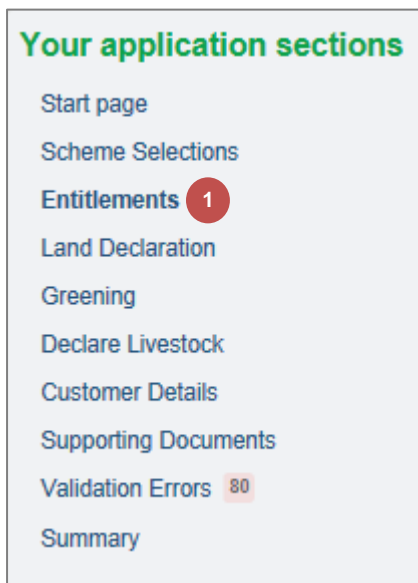 Your application sections
Start page
Scheme Selections
Entitlements 1
Land Declaration
Greening
Declare Livestock
Customer Details
Supporting Documents
Validation Errors 80
Summary